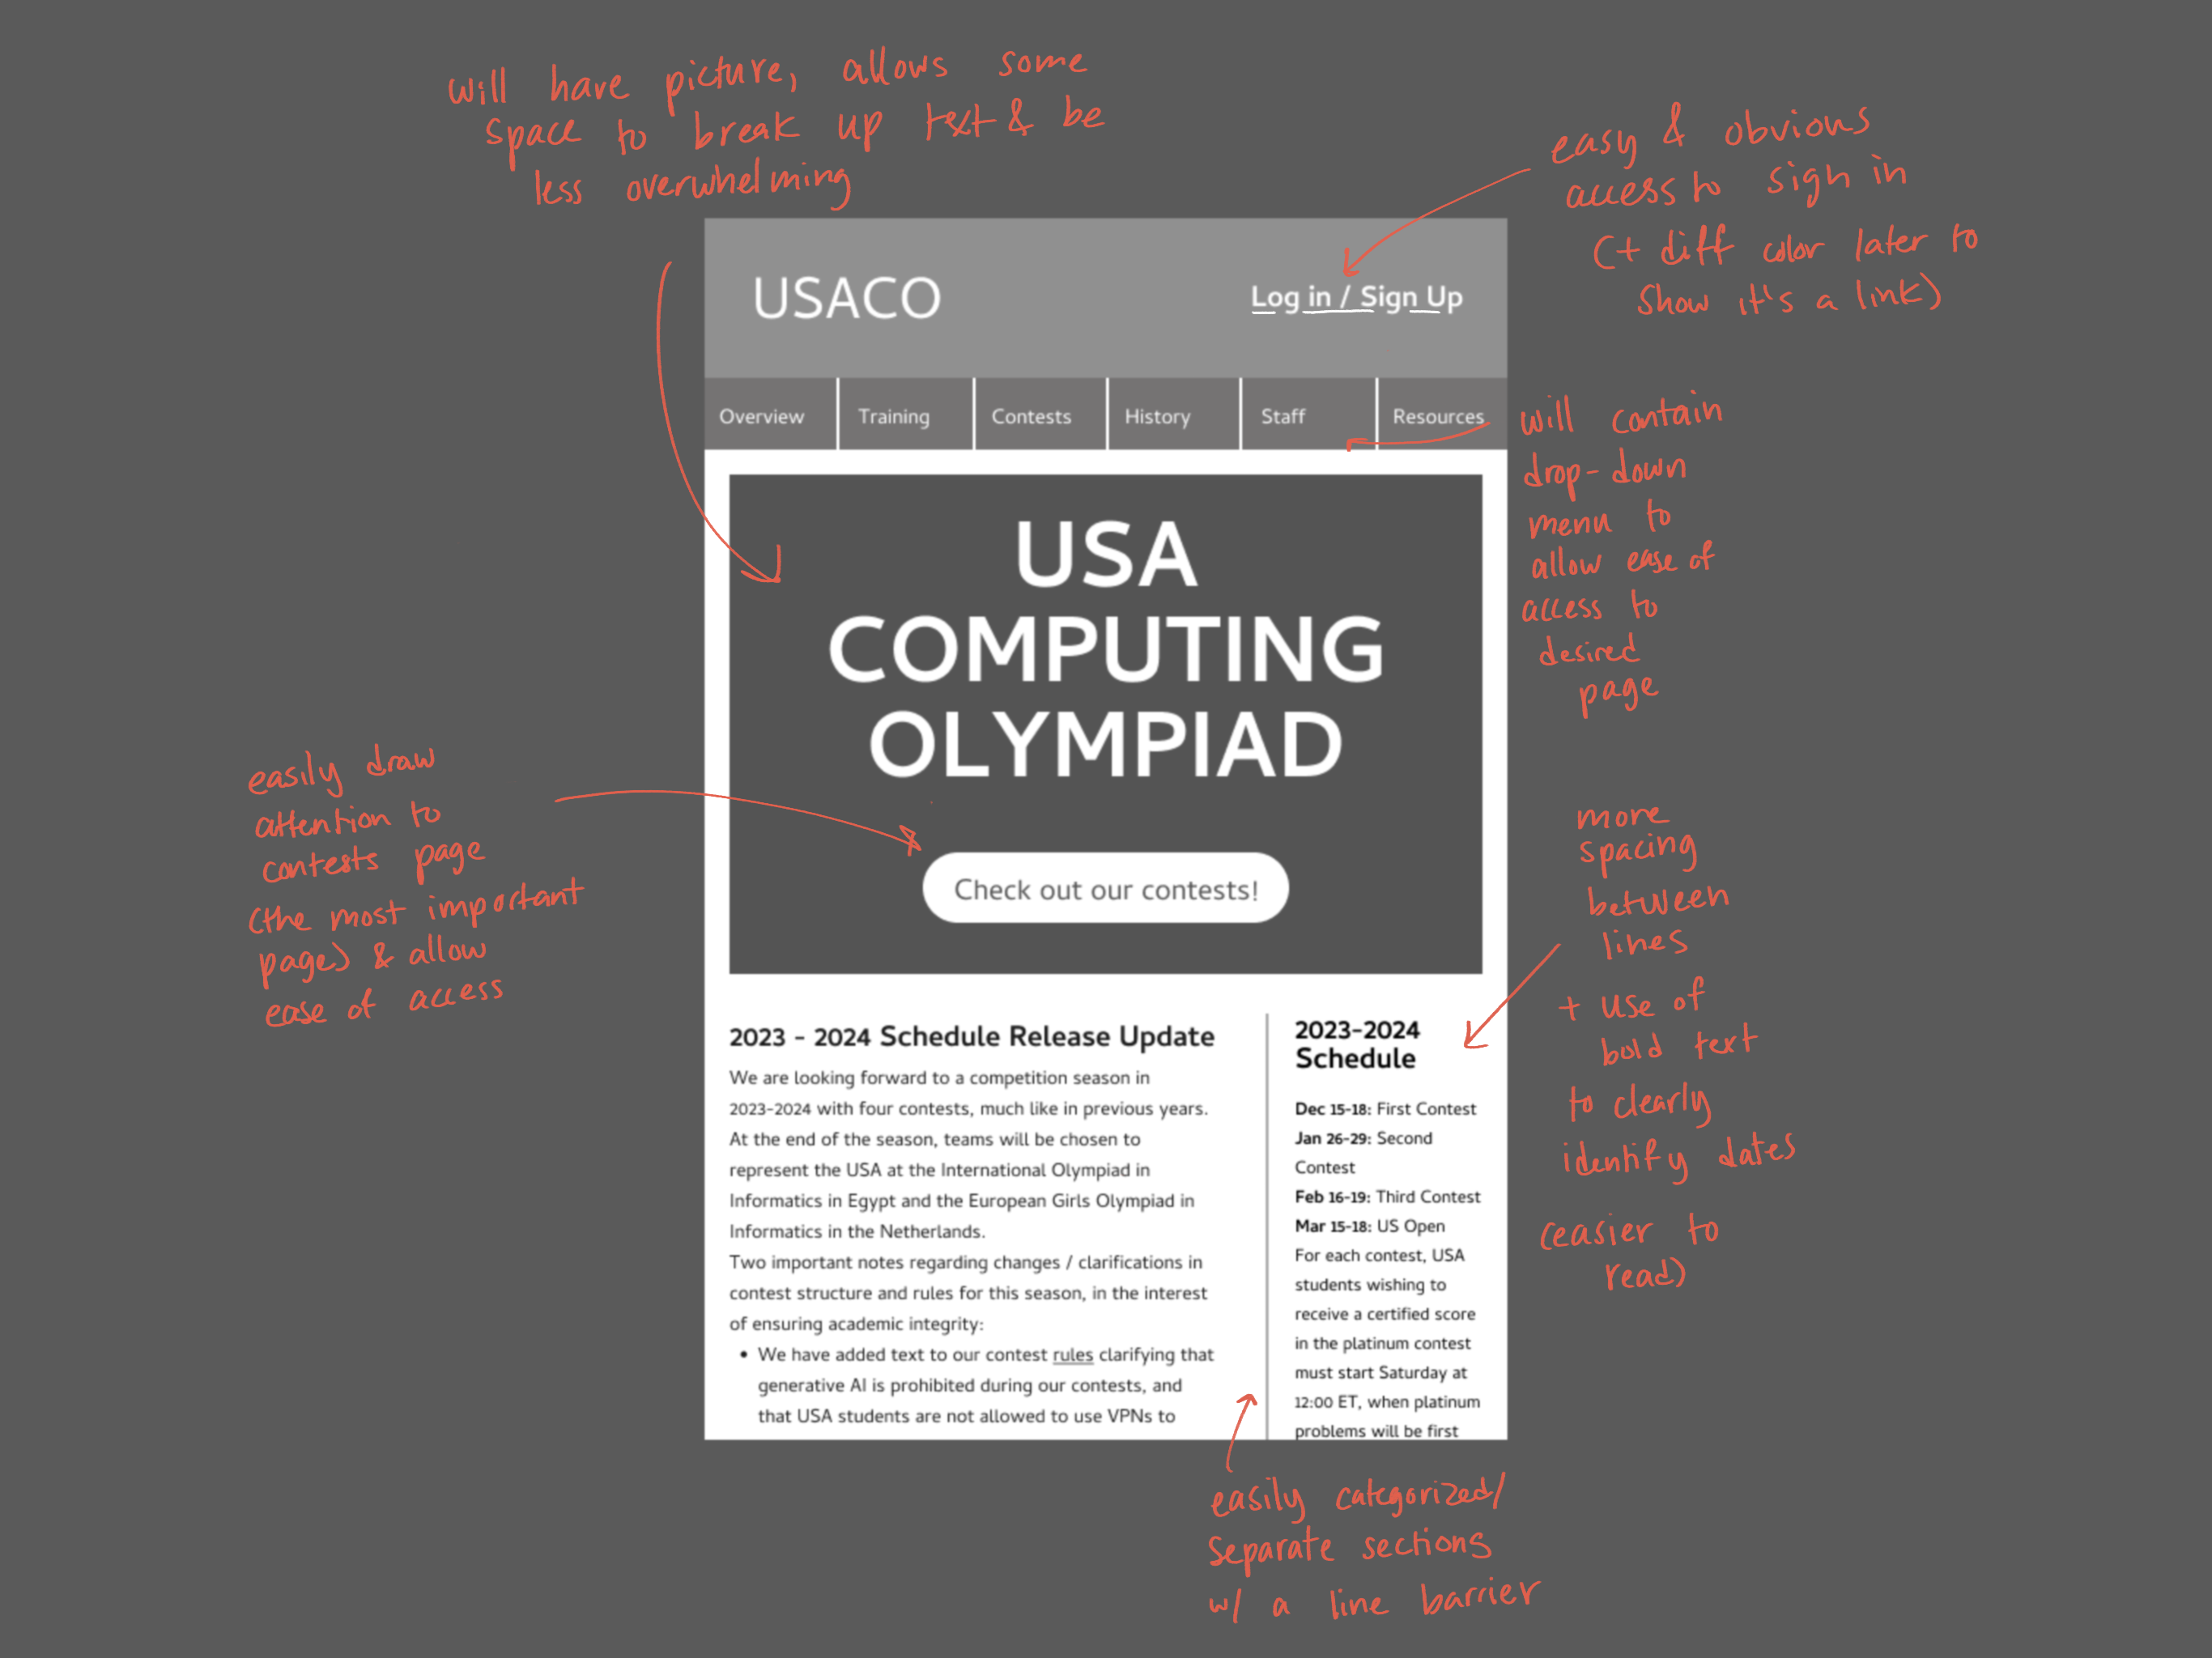 will have picture, allows some
space to break up text & be
less overwhelming
easy & obvious
access to sign in
(+ diff color later to
show it's a link)
USACO
Log in / Sign Up
Overview
Training
Contests
History
Staff
Resources
will contain
drop-down
menu to
allow ease of
access to
desired
page
USA
COMPUTING
OLYMPIAD
Check out our contests!
easily draw
attention to
contests page
(the most important
page) & allow
ease of access
more
spacing
between
lines
+ use of
bold text
to clearly
identify dates
(easier to
read)
2023 - 2024 Schedule Release Update
We are looking forward to a competition season in
2023-2024 with four contests, much like in previous years.
At the end of the season, teams will be chosen to
represent the USA at the International Olympiad in
Informatics in Egypt and the European Girls Olympiad in
Informatics in the Netherlands.
Two important notes regarding changes / clarifications in
contest structure and rules for this season, in the interest
of ensuring academic integrity:
• We have added text to our contest rules clarifying that
generative AI is prohibited during our contests, and
that USA students are not allowed to use VPNs to
2023-2024
Schedule
Dec 15-18: First Contest
Jan 26-29: Second
Contest
Feb 16-19: Third Contest
Mar 15-18: US Open
For each contest, USA
students wishing to
receive a certified score
in the platinum contest
must start Saturday at
12:00 ET, when platinum
problems will be first
easily categorized/
separate sections
w/ a line barrier